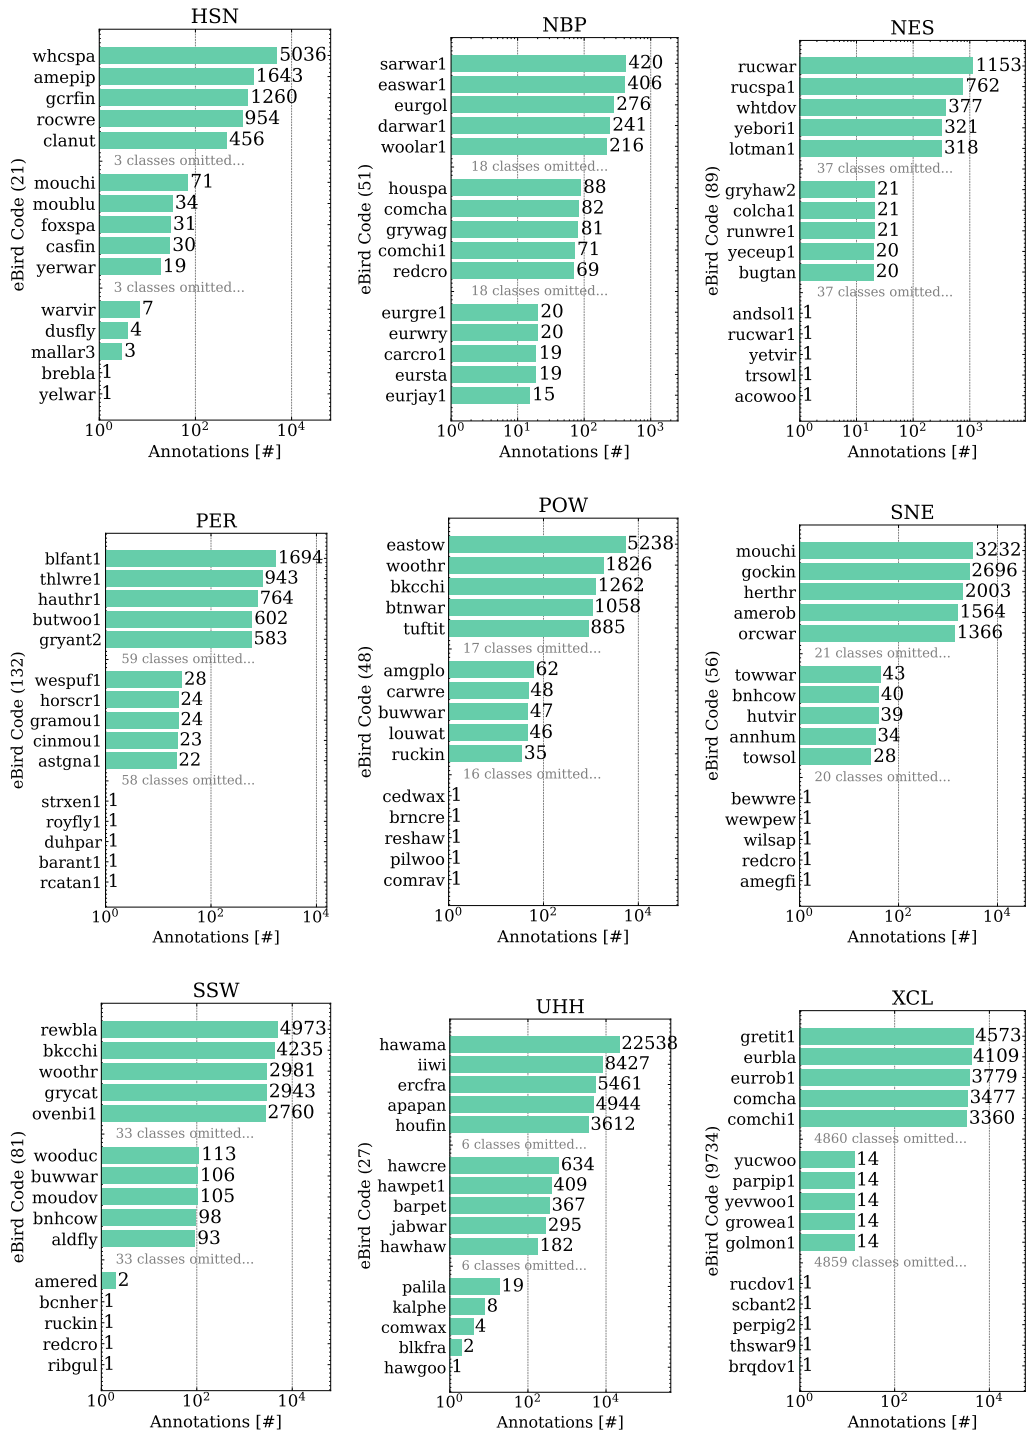 HSN
eBird Code (21)
whcspa 5036
amepip 1643
gcrfin 1260
rocwre 954
clanut 456
3 classes omitted...
mouchi 71
moublu 34
foxspa 31
casfin 30
yerwar 19
3 classes omitted...
warvir 7
dusfly 4
mallar3 3
brebla 1
yelwar 1
10^0 10^2 10^4
Annotations [#]
NBP
eBird Code (51)
sarwar1 420
easwar1 406
eurgol 276
darwar1 241
woolar1 216
18 classes omitted...
houspa 88
comcha 82
grywag 81
comchi1 71
redcro 69
18 classes omitted...
eurgre1 20
eurwry 20
carcro1 19
eursta 19
eurjay1 15
10^0 10^1 10^2 10^3
Annotations [#]
NES
eBird Code (89)
rucwar 1153
rucspa1 762
whtdov 377
yebori1 321
lotman1 318
37 classes omitted...
gryhaw2 21
colcha1 21
runwre1 21
yeceup1 20
bugtan 20
37 classes omitted...
andsol1 1
rucwar1 1
yetvir 1
trsowl 1
acowoo 1
10^0 10^1 10^2 10^3
Annotations [#]
PER
eBird Code (132)
blfant1 1694
thlwre1 943
hauthr1 764
butwoo1 602
gryant2 583
59 classes omitted...
wespuf1 28
horscr1 24
gramou1 24
cinmou1 23
astgna1 22
58 classes omitted...
strxen1 1
royfly1 1
duhpar 1
barant1 1
rcatan1 1
10^0 10^2 10^4
Annotations [#]
POW
eBird Code (48)
eastow 5238
woothr 1826
bkcchi 1262
btnwar 1058
tuftit 885
17 classes omitted...
amgplo 62
carwre 48
buwwar 47
louwat 46
ruckin 35
16 classes omitted...
cedwax 1
brncre 1
reshaw 1
pilwoo 1
comrav 1
10^0 10^2 10^4
Annotations [#]
SNE
eBird Code (56)
mouchi 3232
gockin 2696
herthr 2003
amerob 1564
orcwar 1366
21 classes omitted...
towwar 43
bnhcow 40
hutvir 39
annhum 34
towsol 28
20 classes omitted...
bewwre 1
wewpew 1
wilsap 1
redcro 1
amegfi 1
10^0 10^2 10^4
Annotations [#]
SSW
eBird Code (81)
rewbla 4973
bkcchi 4235
woothr 2981
grycat 2943
ovenbi1 2760
33 classes omitted...
wooduc 113
buwwar 106
moudov 105
bnhcow 98
aldfly 93
33 classes omitted...
amered 2
bcnher 1
ruckin 1
redcro 1
ribgul 1
10^0 10^2 10^4
Annotations [#]
UHH
eBird Code (27)
hawama 22538
iiwi 8427
ercfra 5461
apapan 4944
houfin 3612
6 classes omitted...
hawcre 634
hawpet1 409
barpet 367
jabwar 295
hawhaw 182
6 classes omitted...
palila 19
kalphe 8
comwax 4
blkfra 2
hawgoo 1
10^0 10^2 10^4
Annotations [#]
XCL
eBird Code (9734)
gretit1 4573
eurbla 4109
eurrob1 3779
comcha 3477
comchi1 3360
4860 classes omitted...
yucwoo 14
parpip1 14
yevwoo1 14
growea1 14
golmon1 14
4859 classes omitted...
rucdov1 1
scbant2 1
perpig2 1
thswar9 1
brqdov1 1
10^0 10^2 10^4
Annotations [#]